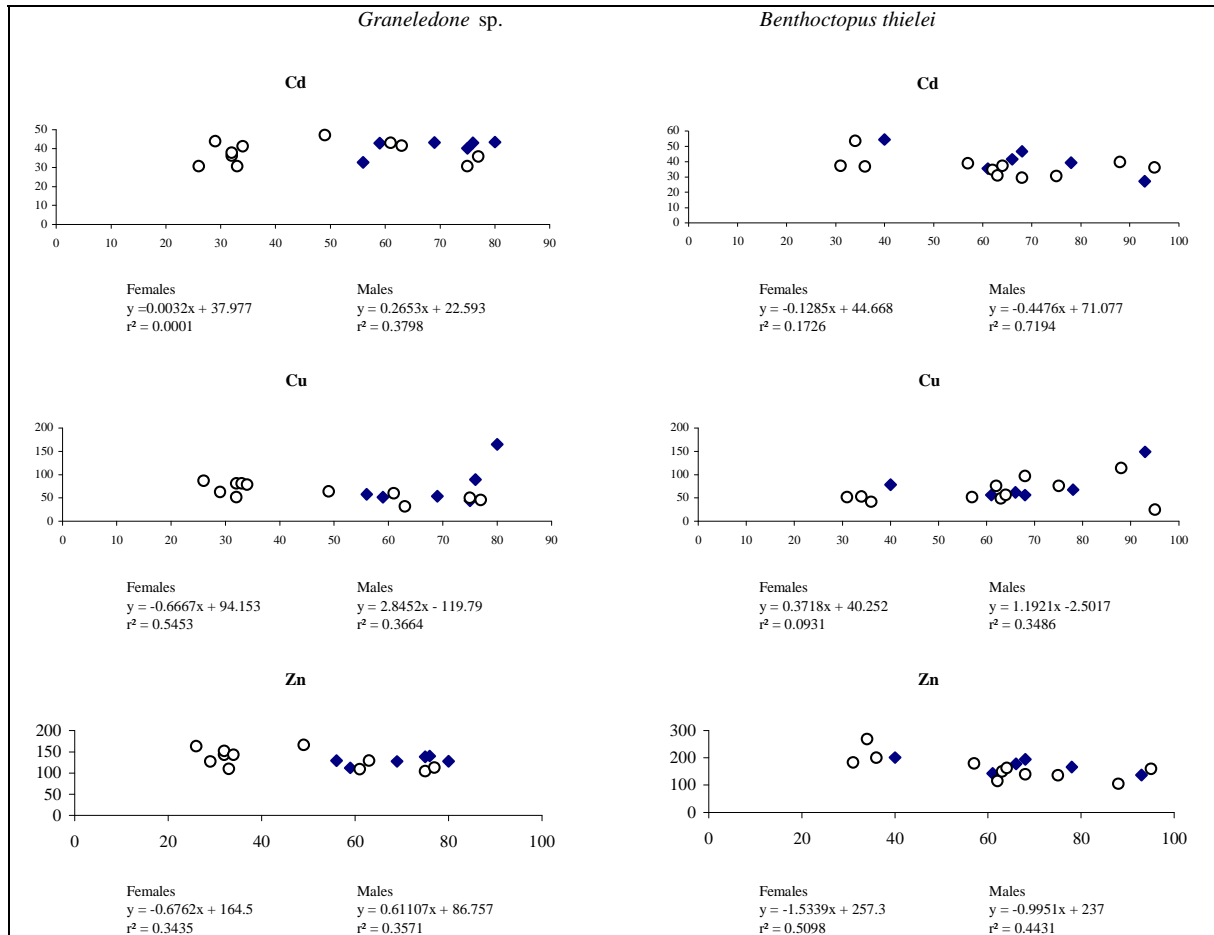 Graneledone sp. Benthoctopus thielei
Cd
50
40
30
20
10
0
0 10 20 30 40 50 60 70 80 90
Females Males
y =0.0032x + 37.977 y = 0.2653x + 22.593
r² = 0.0001 r² = 0.3798
Cd
60
50
40
30
20
10
0
0 10 20 30 40 50 60 70 80 90 100
Females Males
y = -0.1285x + 44.668 y = -0.4476x + 71.077
r² = 0.1726 r² = 0.7194
Cu
200
150
100
50
0
0 10 20 30 40 50 60 70 80 90
Females Males
y = -0.6667x + 94.153 y = 2.8452x - 119.79
r² = 0.5453 r² = 0.3664
Cu
200
150
100
50
0
0 10 20 30 40 50 60 70 80 90 100
Females Males
y = 0.3718x + 40.252 y = 1.1921x -2.5017
r² = 0.0931 r² = 0.3486
Zn
200
150
100
50
0
0 20 40 60 80 100
Females Males
y = -0.6762x + 164.5 y = 0.61107x + 86.757
r² = 0.3435 r² = 0.3571
Zn
300
200
100
0
0 20 40 60 80 100
Females Males
y = -1.5339x + 257.3 y = -0.9951x + 237
r² = 0.5098 r² = 0.4431